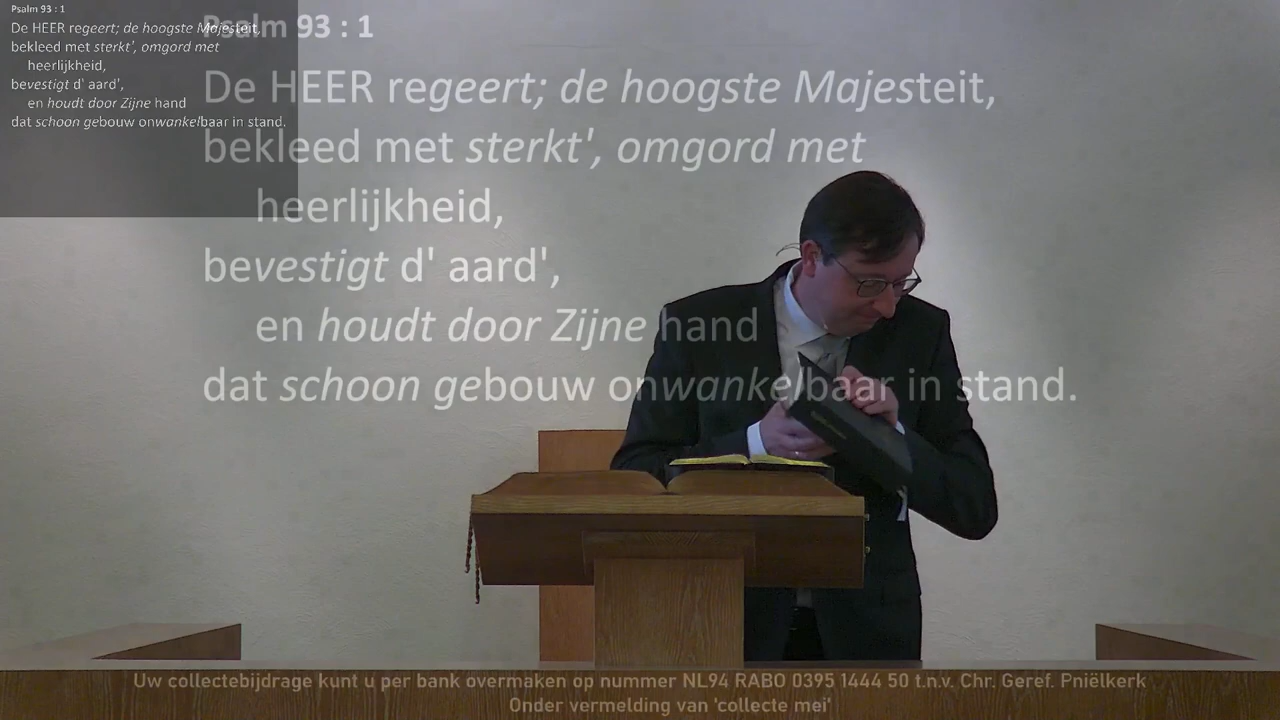 Psalm 93 : 1
De HEER regeert; de hoogste Majesteit,
bekleed met sterkt', omgord met
heerlijkheid,
bevestigt d' aard',
en houdt door Zijne hand
dat schoon gebouw onwankelbaar in stand.
Psalm 93 : 1
De HEER regeert; de hoogste Majesteit,
bekleed met sterkt', omgord met
heerlijkheid,
bevestigt d' aard',
en houdt door Zijne hand
dat schoon gebouw onwankelbaar in stand.
Uw collectebijdrage kunt u per bank overmaken op nummer NL94 RABO 0395 1444 50 t.n.v. Chr. Geref. Pniëlkerk
Onder vermelding van 'collecte mei'